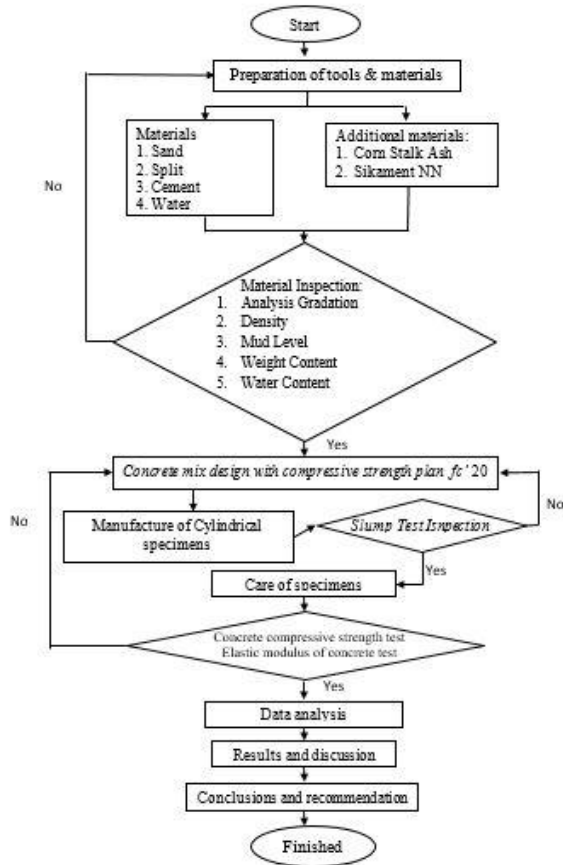 Start
Preparation of tools & materials
Materials
1. Sand
2. Split
3. Cement
4. Water
Additional materials:
1. Corn Stalk Ash
2. Sikament NN
No
Material Inspection:
1. Analysis Gradation
2. Density
3. Mud Level
4. Weight Content
5. Water Content
Yes
Concrete mix design with compressive strength plan fc' 20
No
No
Manufacture of Cylindrical
specimens
Slump Test Isnpection
Yes
Care of specimens
Concrete compressive strength test
Elastic modulus of concrete test
Yes
Data analysis
Results and discussion
Conclusions and recommendation
Finished